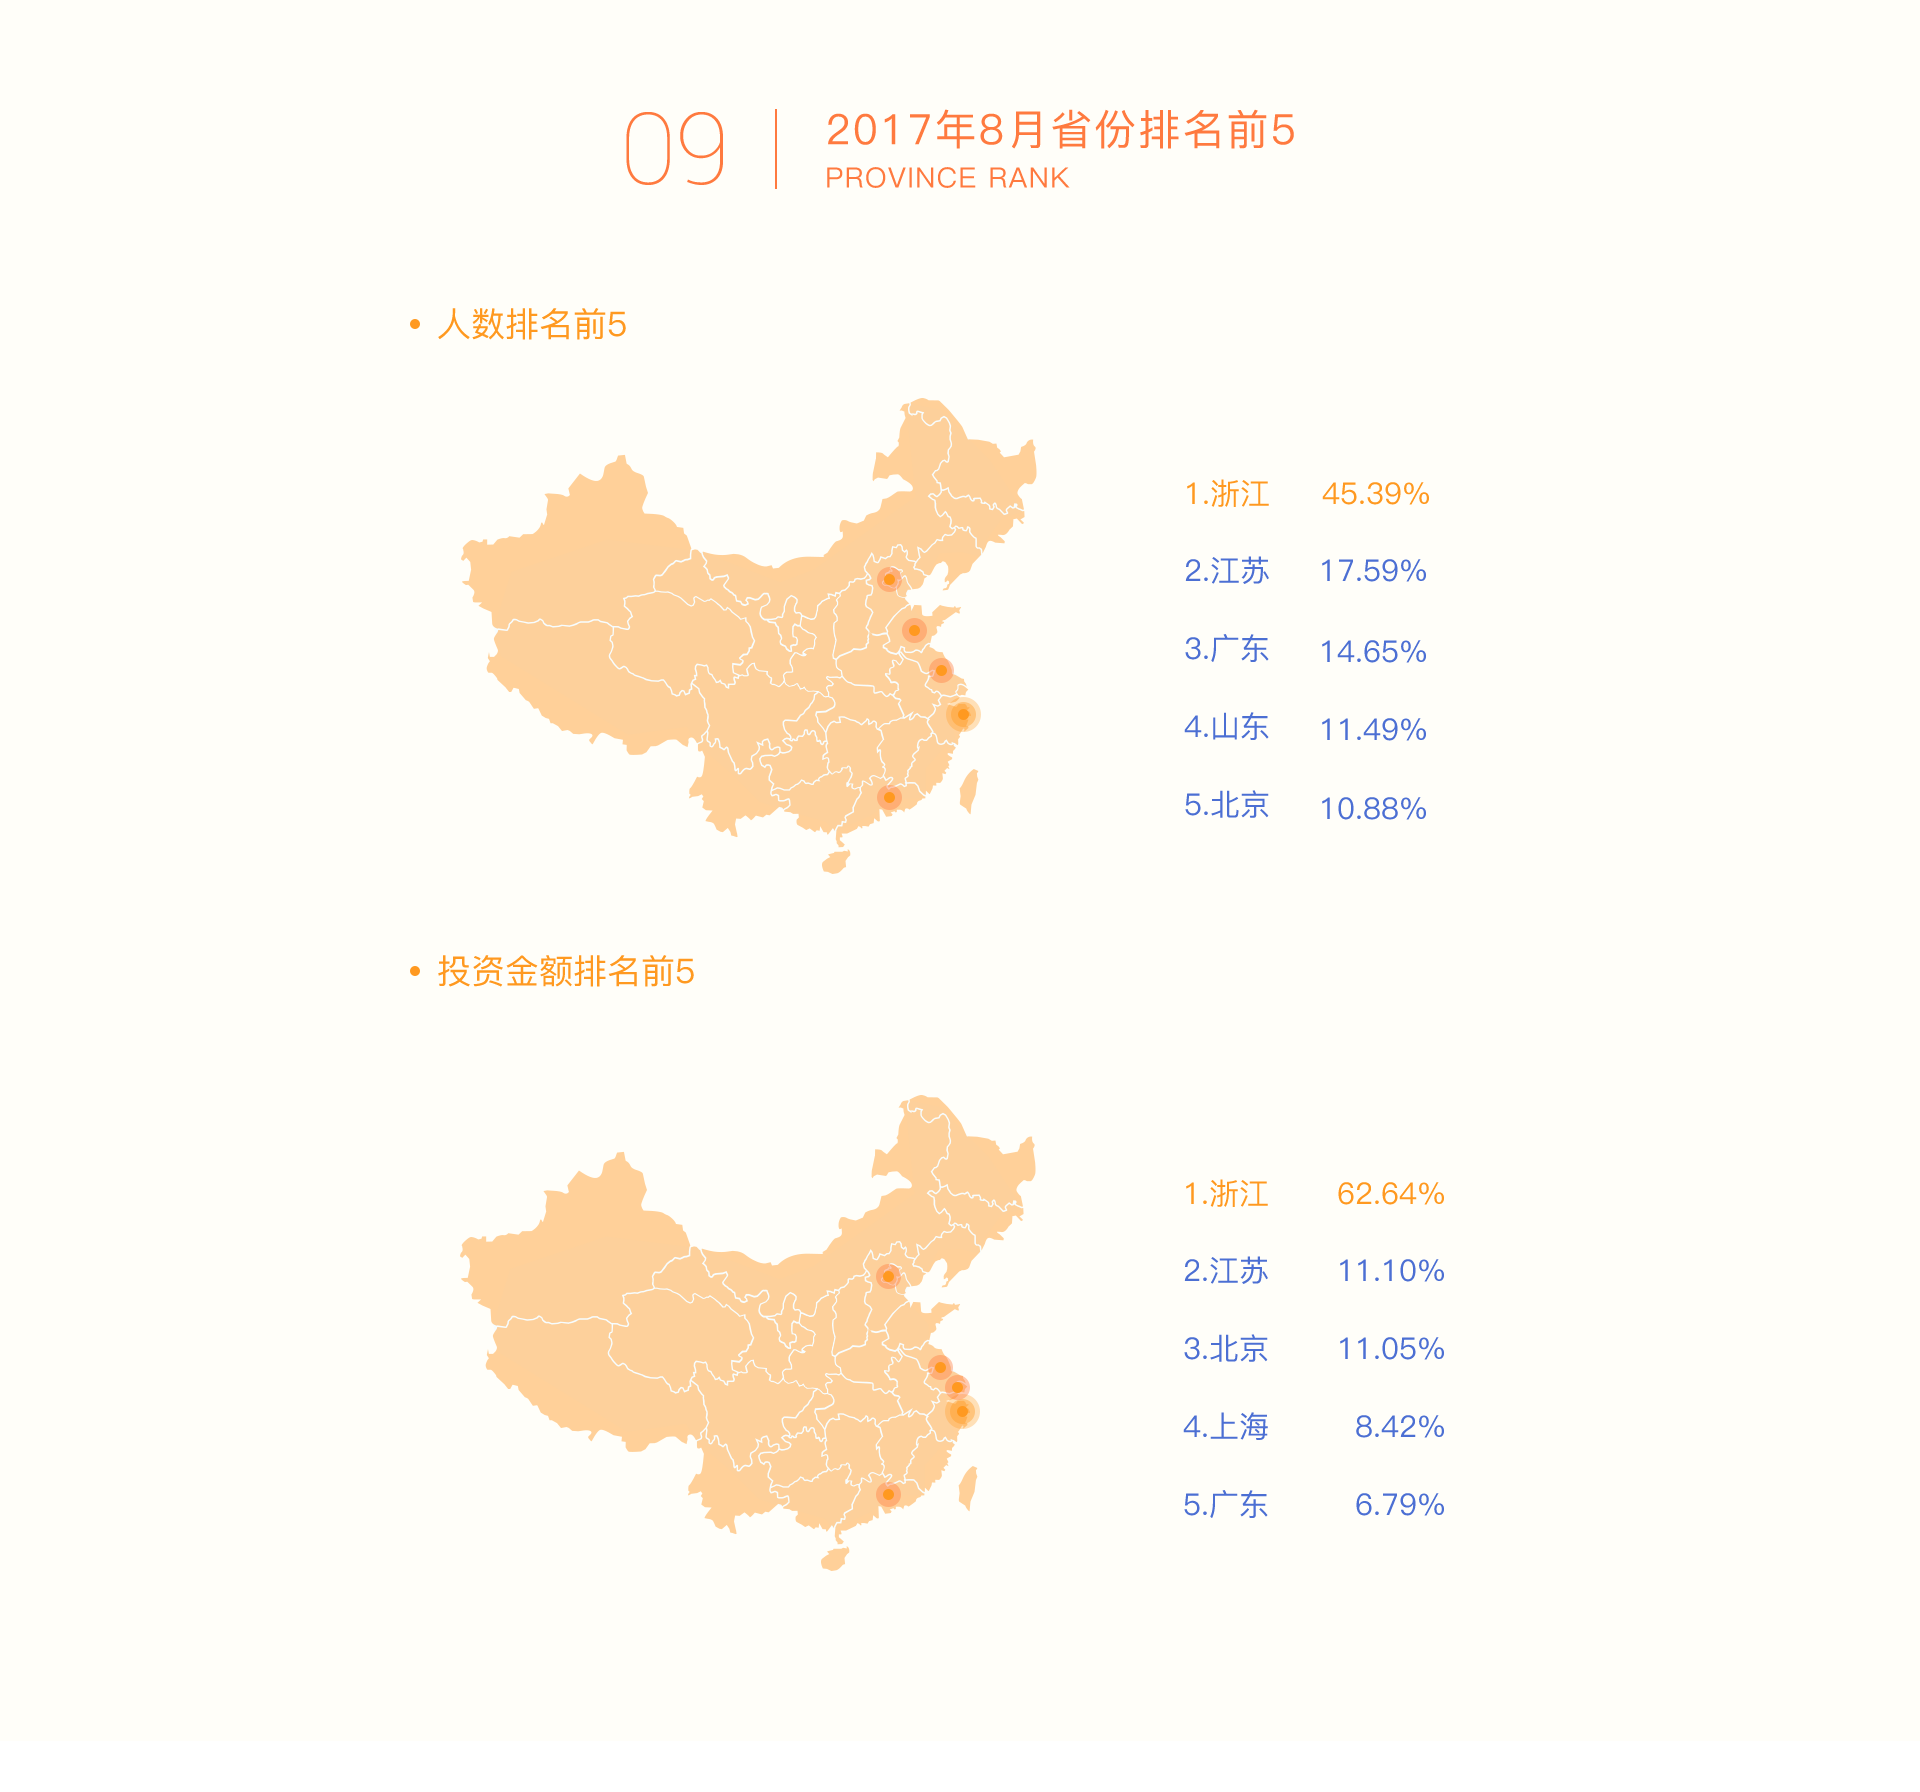 09
2017年8月省份排名前5
PROVINCE RANK
人数排名前5
1.浙江 45.39%
2.江苏 17.59%
3.广东 14.65%
4.山东 11.49%
5.北京 10.88%
投资金额排名前5
1.浙江 62.64%
2.江苏 11.10%
3.北京 11.05%
4.上海 8.42%
5.广东 6.79%